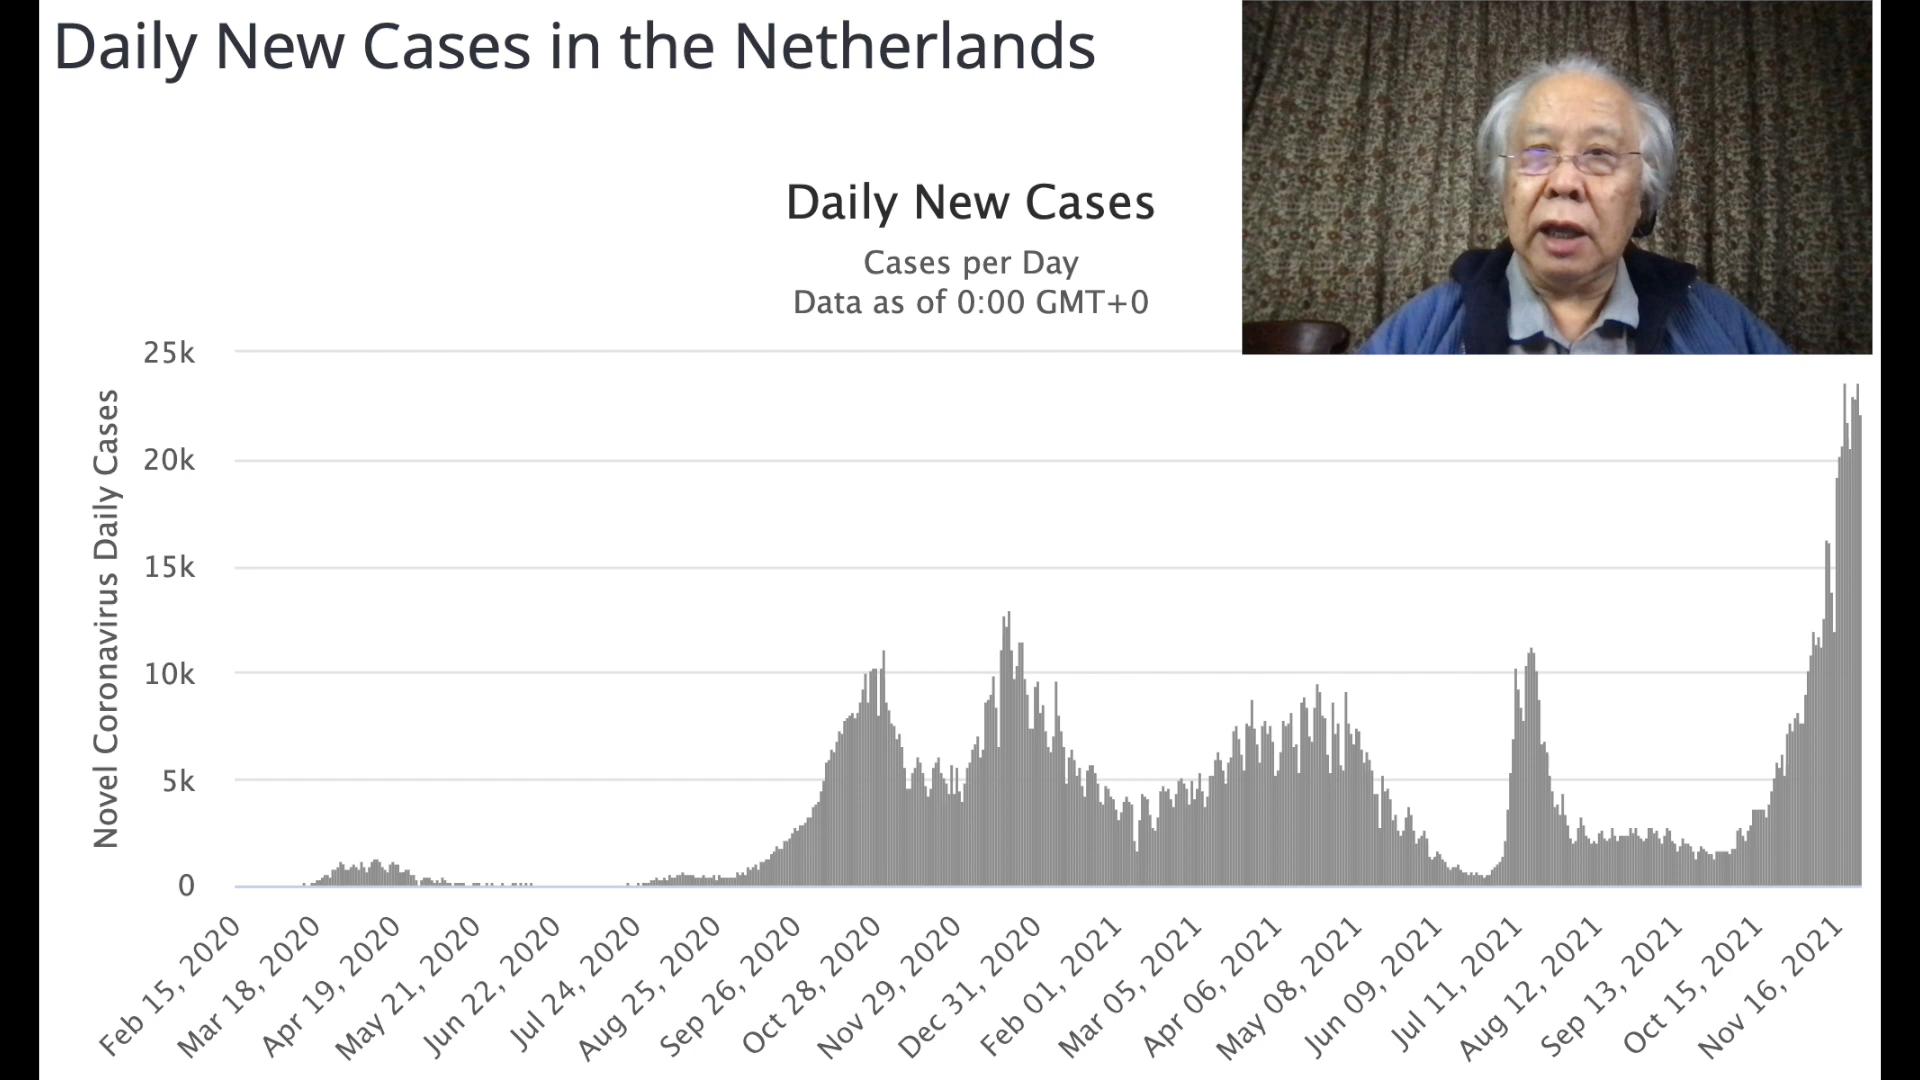 Daily New Cases in the Netherlands
Daily New Cases
Cases per Day
Data as of 0:00 GMT+0
Novel Coronavirus Daily Cases
25k
20k
15k
10k
5k
0
Feb 15, 2020
Mar 18, 2020
Apr 19, 2020
May 21, 2020
Jun 22, 2020
Jul 24, 2020
Aug 25, 2020
Sep 26, 2020
Oct 28, 2020
Nov 29, 2020
Dec 31, 2020
Feb 01, 2021
Mar 05, 2021
Apr 06, 2021
May 08, 2021
Jun 09, 2021
Jul 11, 2021
Aug 12, 2021
Sep 13, 2021
Oct 15, 2021
Nov 16, 2021